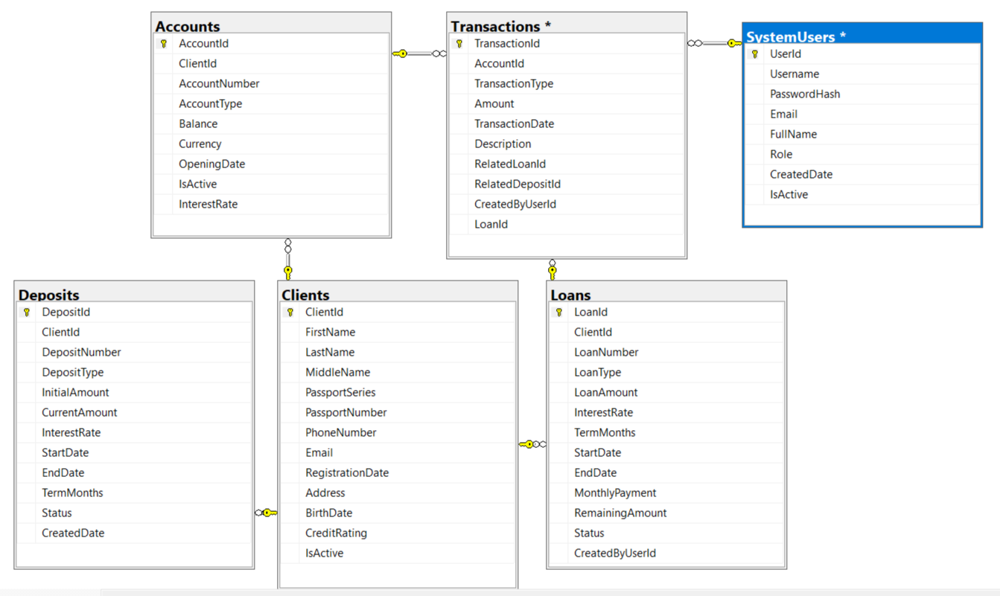 Accounts
AccountId
ClientId
AccountNumber
AccountType
Balance
Currency
OpeningDate
IsActive
InterestRate
Transactions *
TransactionId
AccountId
TransactionType
Amount
TransactionDate
Description
RelatedLoanId
RelatedDepositId
CreatedByUserId
LoanId
SystemUsers *
UserId
Username
PasswordHash
Email
FullName
Role
CreatedDate
IsActive
Deposits
DepositId
ClientId
DepositNumber
DepositType
InitialAmount
CurrentAmount
InterestRate
StartDate
EndDate
TermMonths
Status
CreatedDate
Clients
ClientId
FirstName
LastName
MiddleName
PassportSeries
PassportNumber
PhoneNumber
Email
RegistrationDate
Address
BirthDate
CreditRating
IsActive
Loans
LoanId
ClientId
LoanNumber
LoanType
LoanAmount
InterestRate
TermMonths
StartDate
EndDate
MonthlyPayment
RemainingAmount
Status
CreatedByUserId